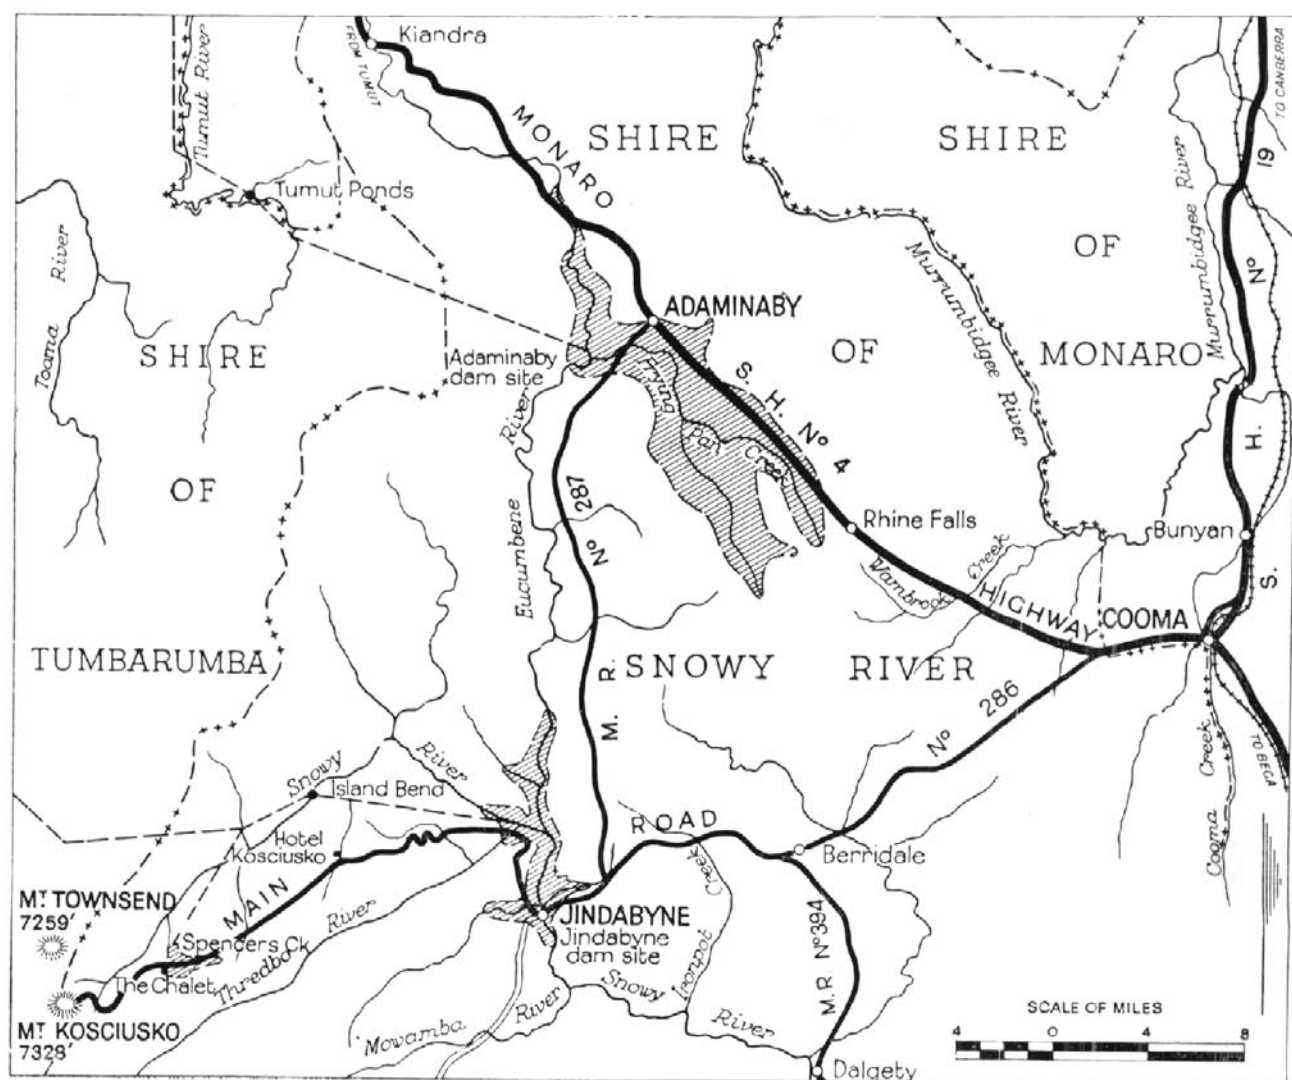 Kiandra
FROM TUMUT
Tumut River
MONARO
SHIRE
SHIRE
TO CANBERRA
Tumut Ponds
Murrumbidgee River
Nº 19
Tooma River
OF
Murrumbidgee River
ADAMINABY
SHIRE
Adaminaby
dam site
OF
MONARO
River
Frying
Pan
Creek
S. H. Nº 4
S. H.
OF
287
Nº
Eucumbene
Rhine Falls
Bunyan
Wambrook Creek
HIGHWAY
COOMA
TUMBARUMBA
SNOWY RIVER
M. R.
Nº 286
Cooma Creek
TO BEGA
Snowy River
Island Bend
ROAD
Hotel
Kosciusko
Berridale
Creek
Cooma Creek
MT TOWNSEND
7259'
MAIN
River
JINDABYNE
Jindabyne
dam site
M.R. Nº394
Spencers Ck
The Chalet
Thredbo
Snowy
Ironpot
River
MT KOSCIUSKO
7328'
Mowamba River
SCALE OF MILES
4 0 4 8
Dalgety